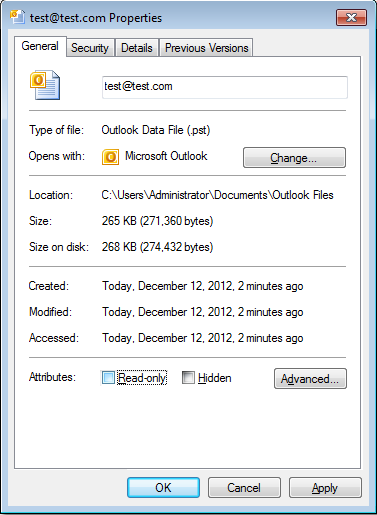 test@test.com Properties
General Security Details Previous Versions
test@test.com
Type of file: Outlook Data File (.pst)
Opens with: Microsoft Outlook Change...
Location: C:\Users\Administrator\Documents\Outlook Files
Size: 265 KB (271,360 bytes)
Size on disk: 268 KB (274,432 bytes)
Created: Today, December 12, 2012, 2 minutes ago
Modified: Today, December 12, 2012, 2 minutes ago
Accessed: Today, December 12, 2012, 2 minutes ago
Attributes: Read-only Hidden Advanced...
OK Cancel Apply